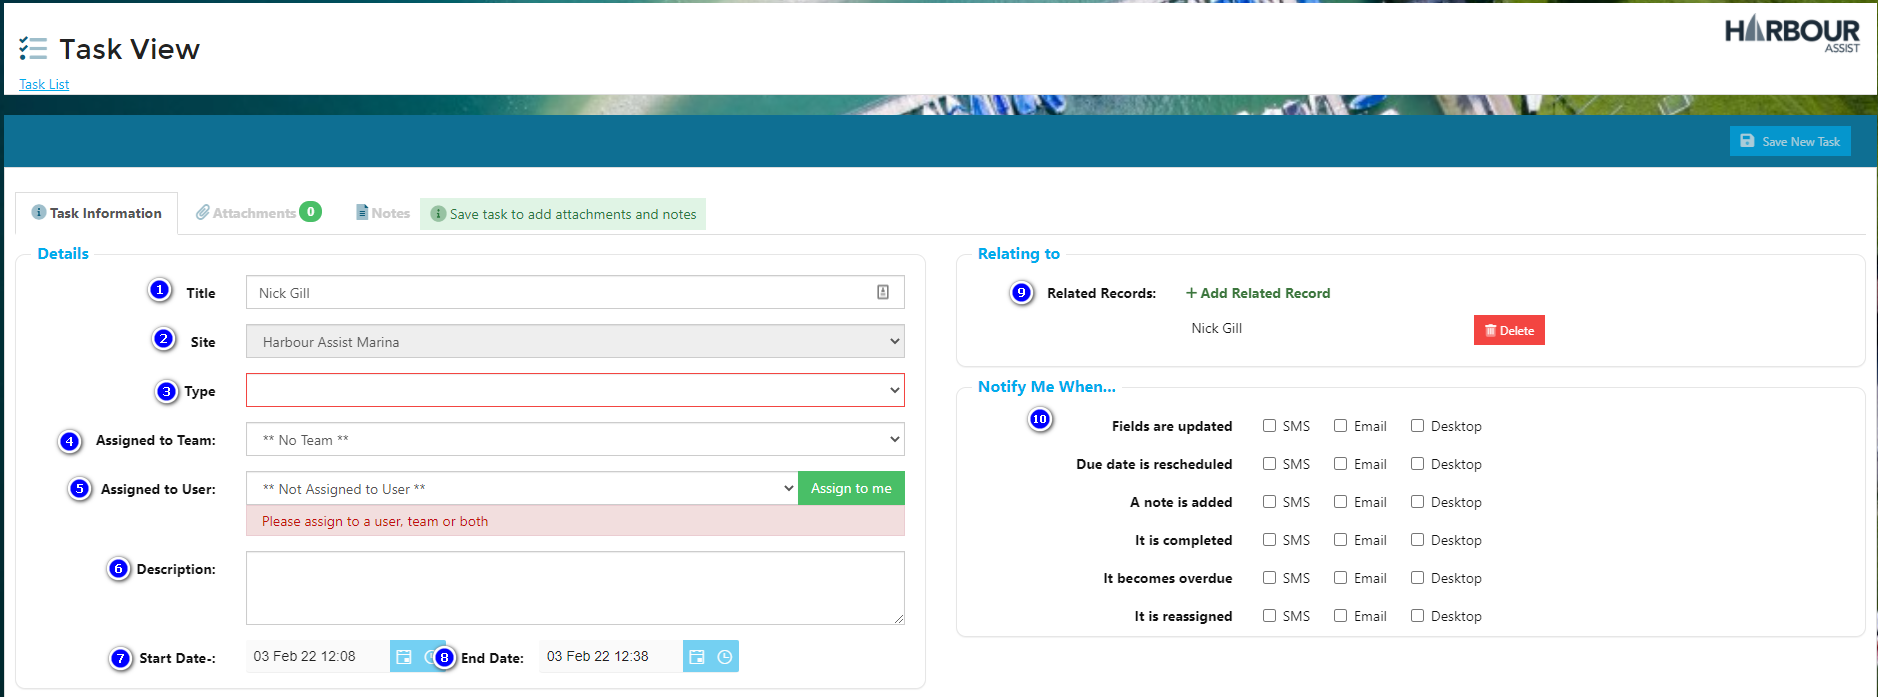 Task View
HARBOUR
ASSIST
Task List
Save New Task
Task Information
Attachments 0
Notes
Save task to add attachments and notes
Details
1 Title Nick Gill
2 Site Harbour Assist Marina
3 Type
4 Assigned to Team: ** No Team **
5 Assigned to User: ** Not Assigned to User ** Assign to me
Please assign to a user, team or both
6 Description:
7 Start Date-: 03 Feb 22 12:08 8 End Date: 03 Feb 22 12:38
Relating to
9 Related Records: + Add Related Record
Nick Gill Delete
Notify Me When...
10
Fields are updated SMS Email Desktop
Due date is rescheduled SMS Email Desktop
A note is added SMS Email Desktop
It is completed SMS Email Desktop
It becomes overdue SMS Email Desktop
It is reassigned SMS Email Desktop